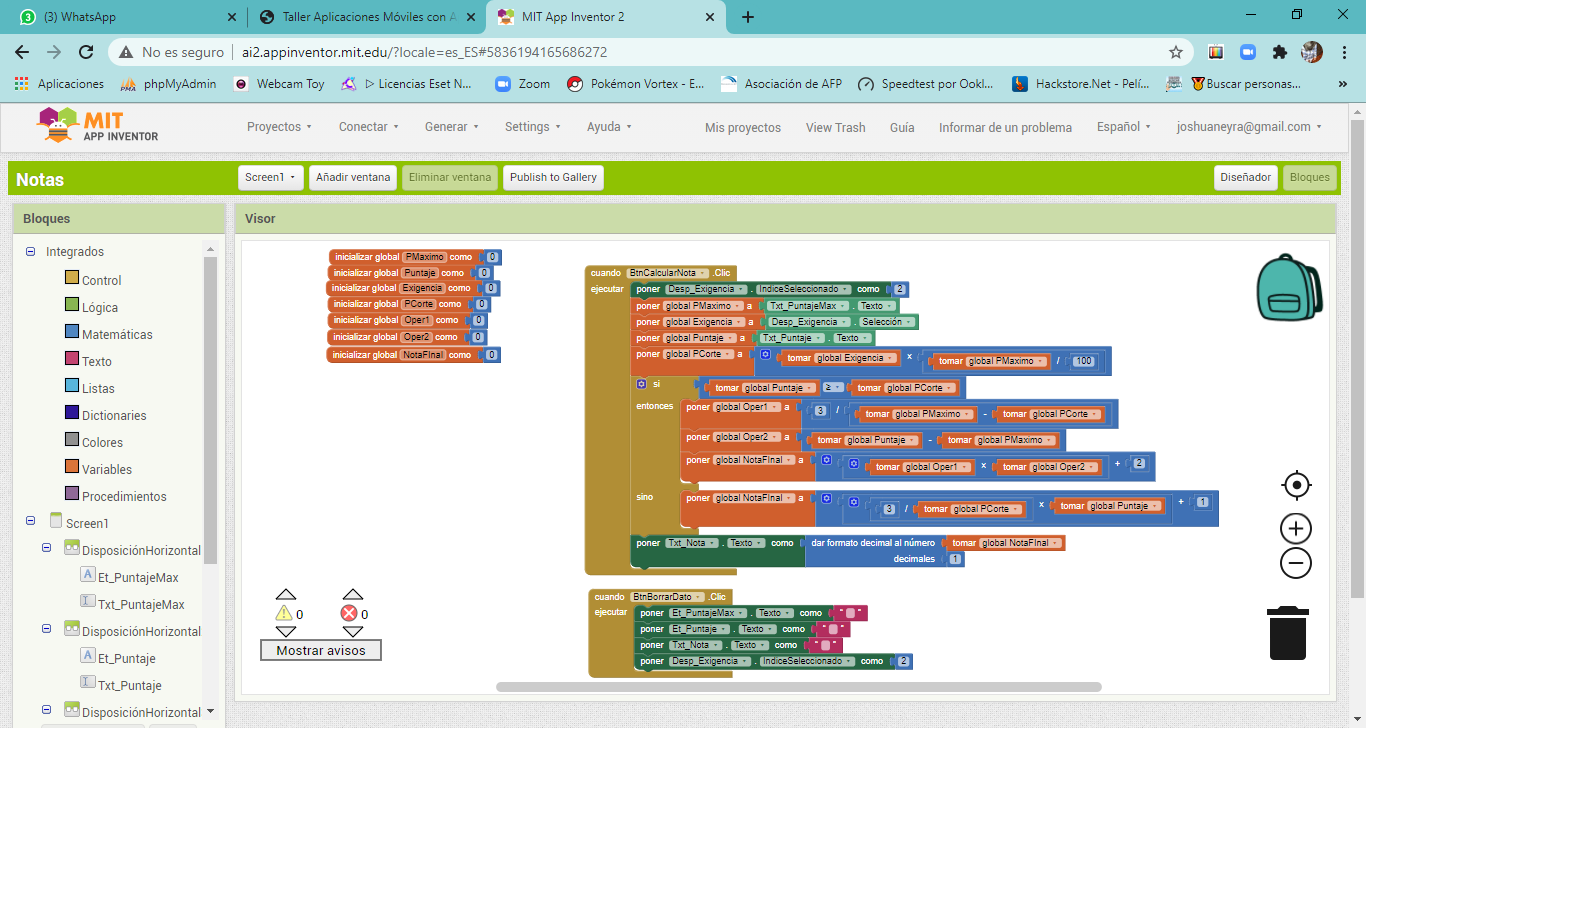 3 (3) WhatsApp
Taller Aplicaciones Móviles con A
MIT App Inventor 2
No es seguro ai2.appinventor.mit.edu/?locale=es_ES#5836194165686272
Aplicaciones phpMyAdmin Webcam Toy ▷ Licencias Eset N... Zoom Pokémon Vortex - E... Asociación de AFP Speedtest por Ookl... Hackstore.Net - Pelí... Buscar personas... »
MIT
APP INVENTOR
Proyectos Conectar Generar Settings Ayuda Mis proyectos View Trash Guía Informar de un problema Español joshuaneyra@gmail.com
Notas Screen1 Añadir ventana Eliminar ventana Publish to Gallery Diseñador Bloques
Bloques
Integrados
Control
Lógica
Matemáticas
Texto
Listas
Dictionaries
Colores
Variables
Procedimientos
Screen1
DisposiciónHorizontal
A Et_PuntajeMax
Txt_PuntajeMax
DisposiciónHorizontal
A Et_Puntaje
Txt_Puntaje
DisposiciónHorizontal
Visor
inicializar global PMaximo como 0
inicializar global Puntaje como 0
inicializar global Exigencia como 0
inicializar global PCorte como 0
inicializar global Oper1 como 0
inicializar global Oper2 como 0
inicializar global NotaFInal como 0
cuando BtnCalcularNota .Clic
ejecutar poner Desp_Exigencia . IndiceSeleccionado como 2
poner global PMaximo a Txt_PuntajeMax . Texto
poner global Exigencia a Desp_Exigencia . Selección
poner global Puntaje a Txt_Puntaje . Texto
poner global PCorte a tomar global Exigencia x tomar global PMaximo / 100
si tomar global Puntaje ≥ tomar global PCorte
entonces poner global Oper1 a 3 / tomar global PMaximo - tomar global PCorte
poner global Oper2 a tomar global Puntaje - tomar global PMaximo
poner global NotaFInal a tomar global Oper1 x tomar global Oper2 + 2
sino poner global NotaFInal a 3 / tomar global PCorte x tomar global Puntaje + 1
poner Txt_Nota . Texto como dar formato decimal al número tomar global NotaFInal
decimales 1
cuando BtnBorrarDato .Clic
ejecutar poner Et_PuntajeMax . Texto como " "
poner Et_Puntaje . Texto como " "
poner Txt_Nota . Texto como " "
poner Desp_Exigencia . IndiceSeleccionado como 2
0 0
Mostrar avisos